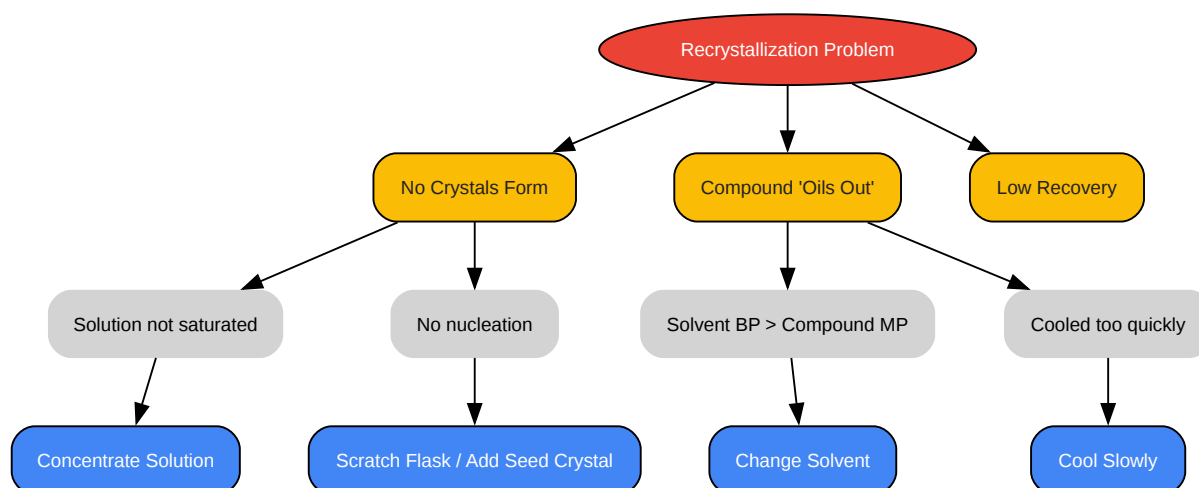 Recrystallization Problem
No Crystals Form
Compound 'Oils Out'
Low Recovery
Solution not saturated
No nucleation
Solvent BP > Compound MP
Cooled too quickly
Concentrate Solution
Scratch Flask / Add Seed Crystal
Change Solvent
Cool Slowly